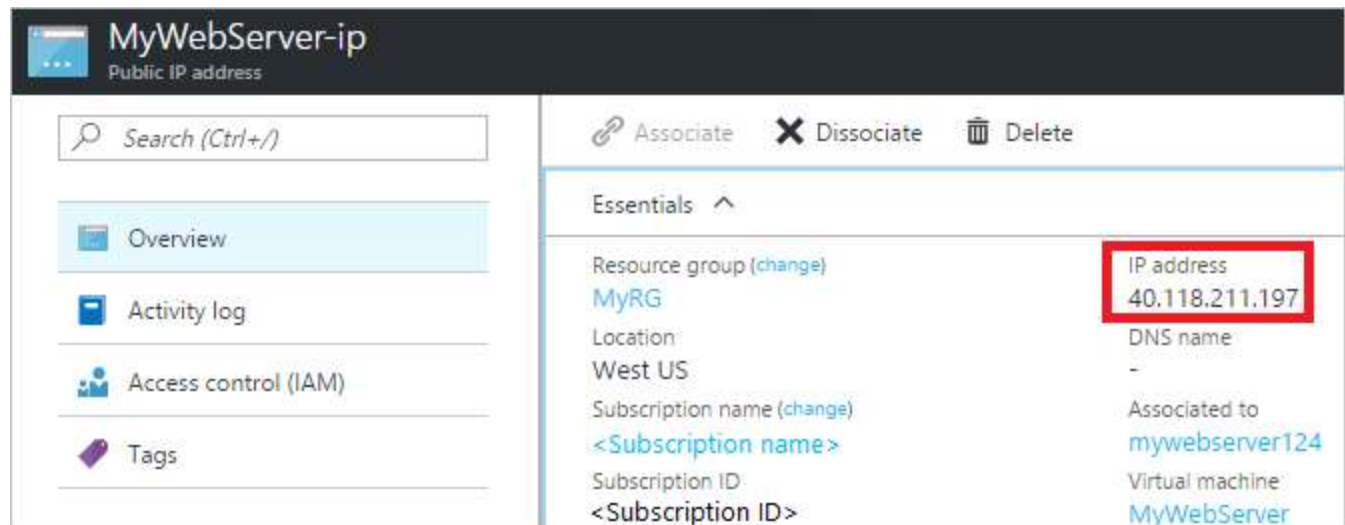 MyWebServer-ip
Public IP address
Search (Ctrl+/)
Overview
Activity log
Access control (IAM)
Tags
Associate
Dissociate
Delete
Essentials
Resource group (change)
MyRG
Location
West US
Subscription name (change)
<Subscription name>
Subscription ID
<Subscription ID>
IP address
40.118.211.197
DNS name
-
Associated to
mywebserver124
Virtual machine
MyWebServer